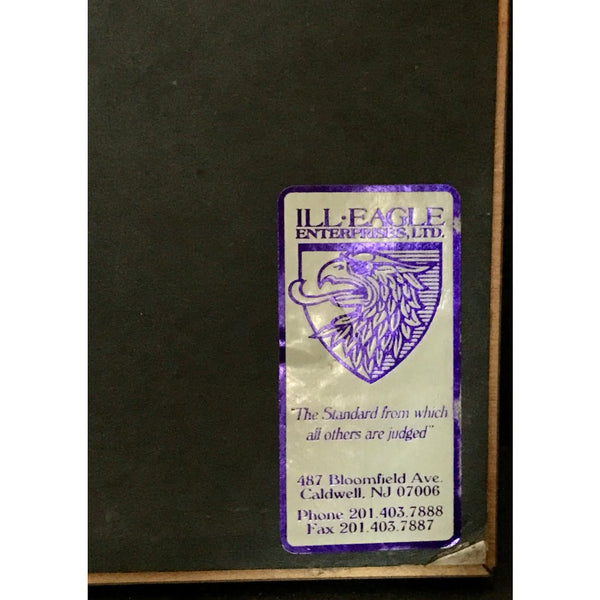 ILL·EAGLE
ENTERPRISES, LTD.
"The Standard from which
all others are judged"
487 Bloomfield Ave.
Caldwell, NJ 07006
Phone 201.403.7888
Fax 201.403.7887